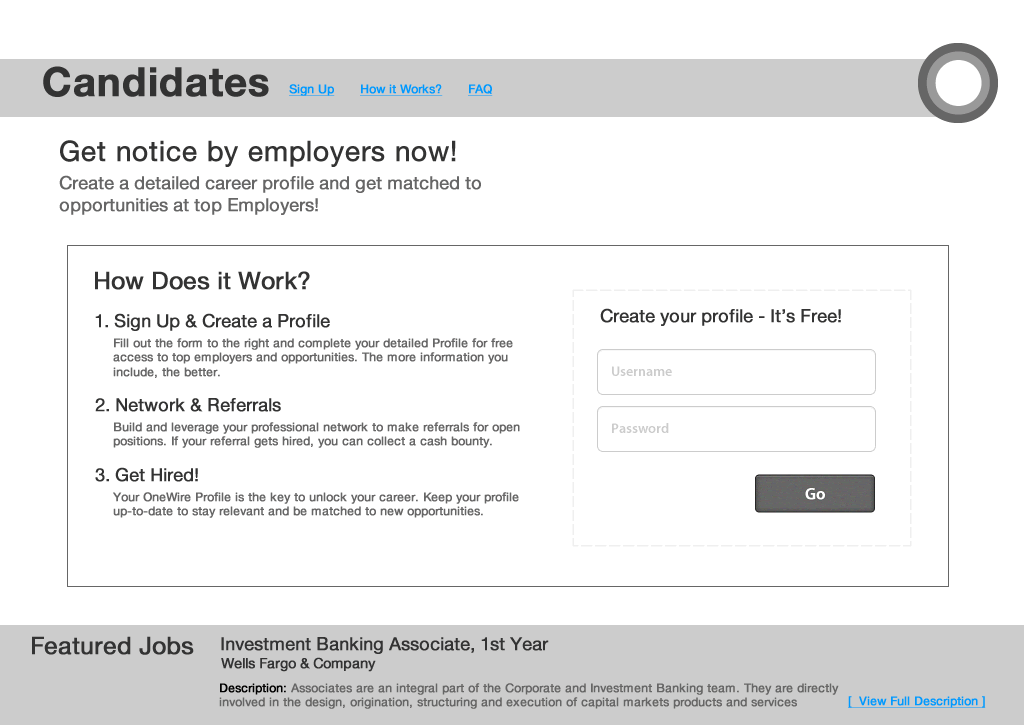 Candidates Sign Up How it Works? FAQ
Get notice by employers now!
Create a detailed career profile and get matched to
opportunities at top Employers!
How Does it Work?
1. Sign Up & Create a Profile
Fill out the form to the right and complete your detailed Profile for free
access to top employers and opportunities. The more information you
include, the better.
2. Network & Referrals
Build and leverage your professional network to make referrals for open
positions. If your referral gets hired, you can collect a cash bounty.
3. Get Hired!
Your OneWire Profile is the key to unlock your career. Keep your profile
up-to-date to stay relevant and be matched to new opportunities.
Create your profile - It’s Free!
Username
Password
Go
Featured Jobs
Investment Banking Associate, 1st Year
Wells Fargo & Company
Description: Associates are an integral part of the Corporate and Investment Banking team. They are directly
involved in the design, origination, structuring and execution of capital markets products and services
[ View Full Description ]